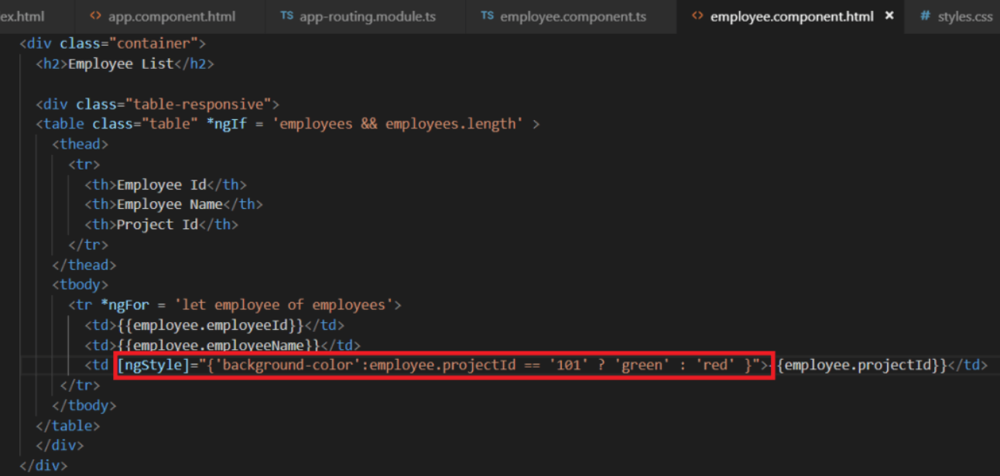 ex.html <> app.component.html TS app-routing.module.ts TS employee.component.ts <> employee.component.html × # styles.css
<div class="container">
<h2>Employee List</h2>
<div class="table-responsive">
<table class="table" *ngIf = 'employees && employees.length' >
<thead>
<tr>
<th>Employee Id</th>
<th>Employee Name</th>
<th>Project Id</th>
</tr>
</thead>
<tbody>
<tr *ngFor = 'let employee of employees'>
<td>{{employee.employeeId}}</td>
<td>{{employee.employeeName}}</td>
<td [ngStyle]="{'background-color':employee.projectId == '101' ? 'green' : 'red' }">{{employee.projectId}}</td>
</tr>
</tbody>
</table>
</div>
</div>